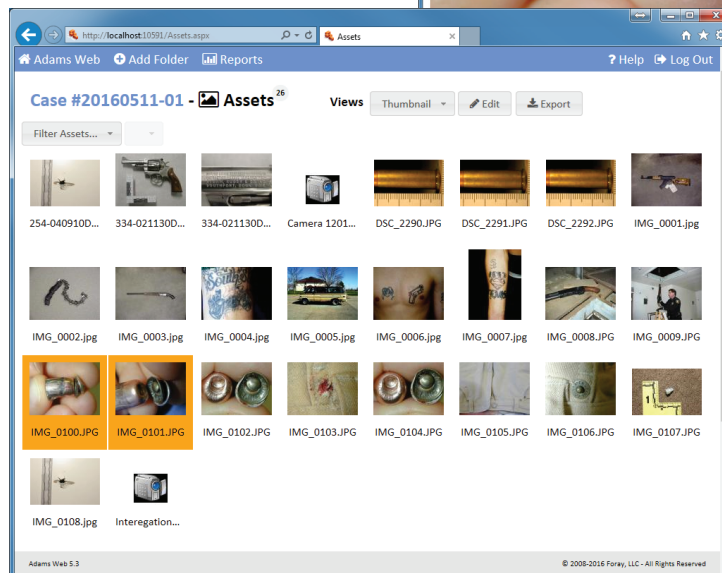 http://localhost:10591/Assets.aspx
Assets
Adams Web
Add Folder
Reports
Help
Log Out
Case #20160511-01 - Assets 26
Views
Thumbnail
Edit
Export
Filter Assets...
254-040910D...
334-021130D...
334-021130D...
Camera 1201...
DSC_2290.JPG
DSC_2291.JPG
DSC_2292.JPG
IMG_0001.jpg
IMG_0002.jpg
IMG_0003.jpg
IMG_0004.jpg
IMG_0005.jpg
IMG_0006.jpg
IMG_0007.jpg
IMG_0008.JPG
IMG_0009.JPG
IMG_0100.JPG
IMG_0101.JPG
IMG_0102.JPG
IMG_0103.JPG
IMG_0104.JPG
IMG_0105.JPG
IMG_0106.JPG
IMG_0107.JPG
1
IMG_0108.jpg
Interegation...
Adams Web 5.3
© 2008-2016 Foray, LLC - All Rights Reserved